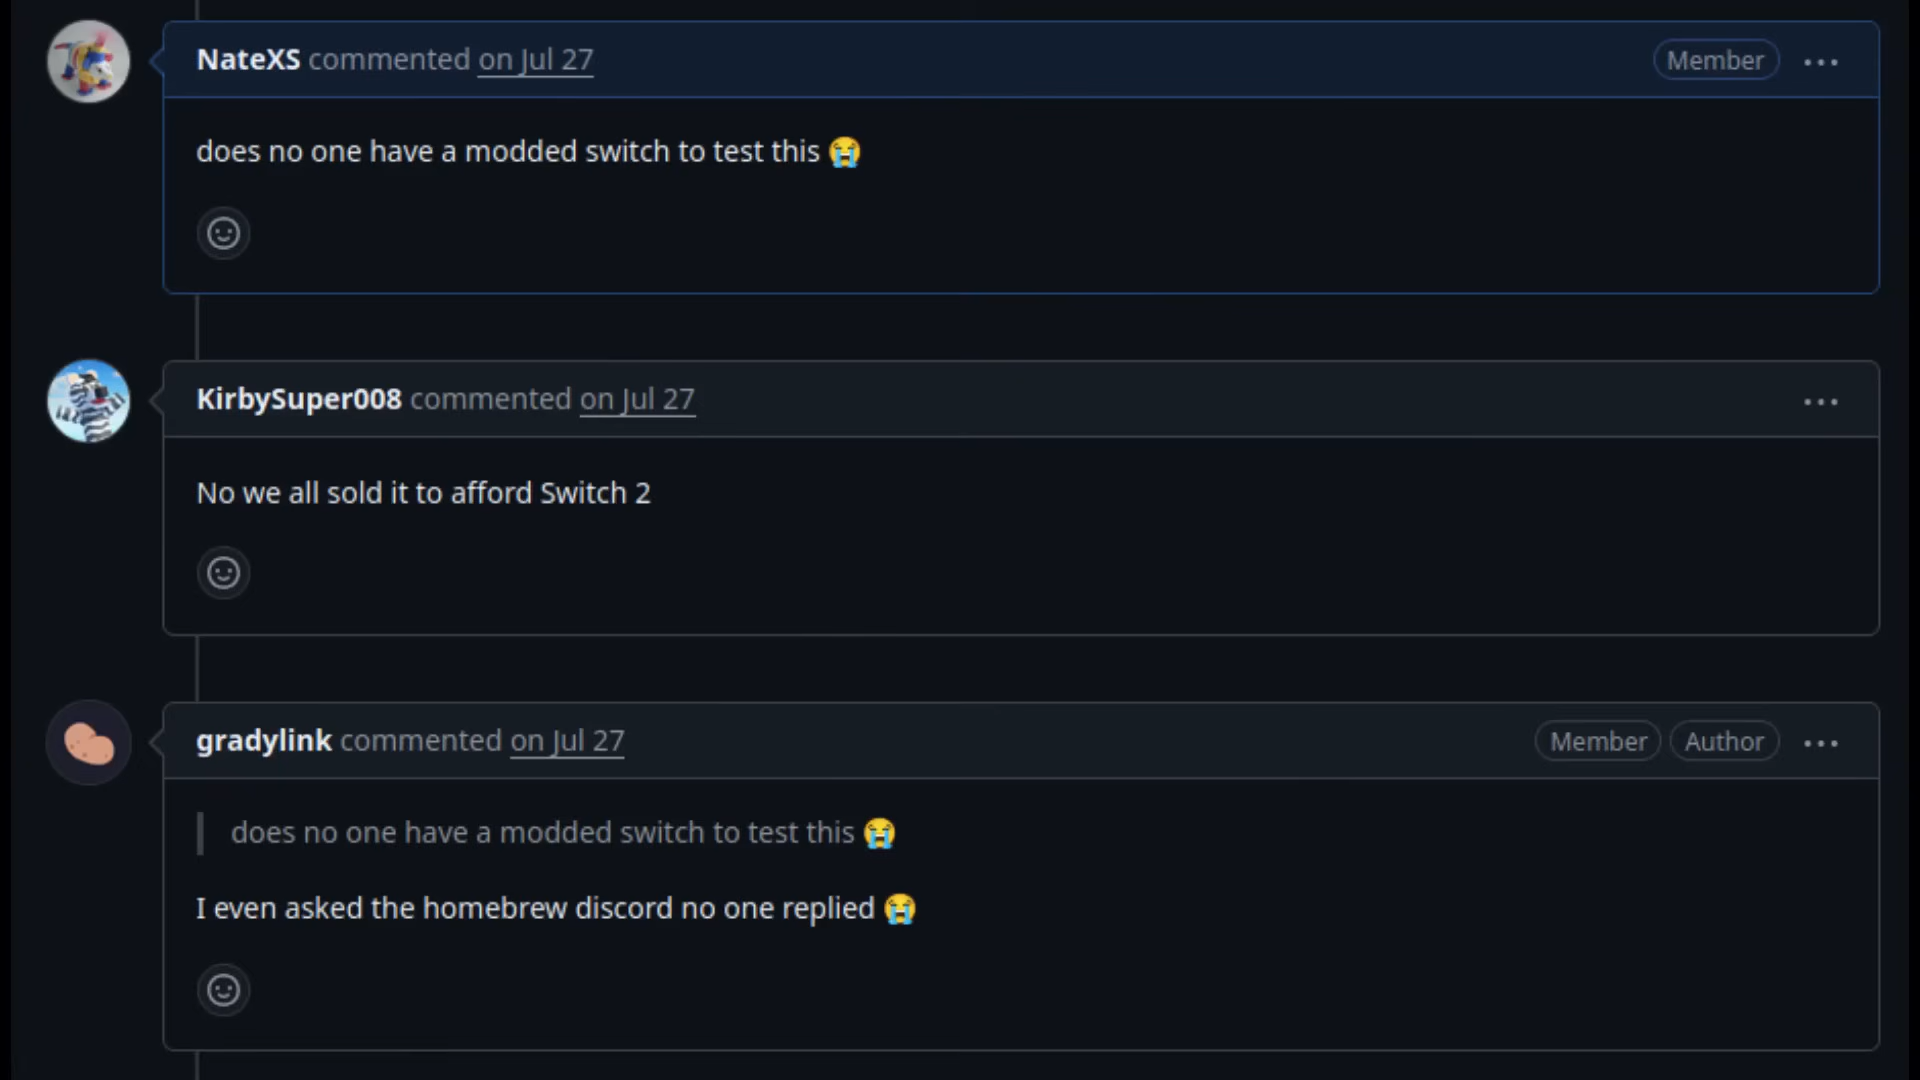 NateXS commented on Jul 27
Member
does no one have a modded switch to test this 😭
KirbySuper008 commented on Jul 27
No we all sold it to afford Switch 2
gradylink commented on Jul 27
Member Author
does no one have a modded switch to test this 😭
I even asked the homebrew discord no one replied 😭